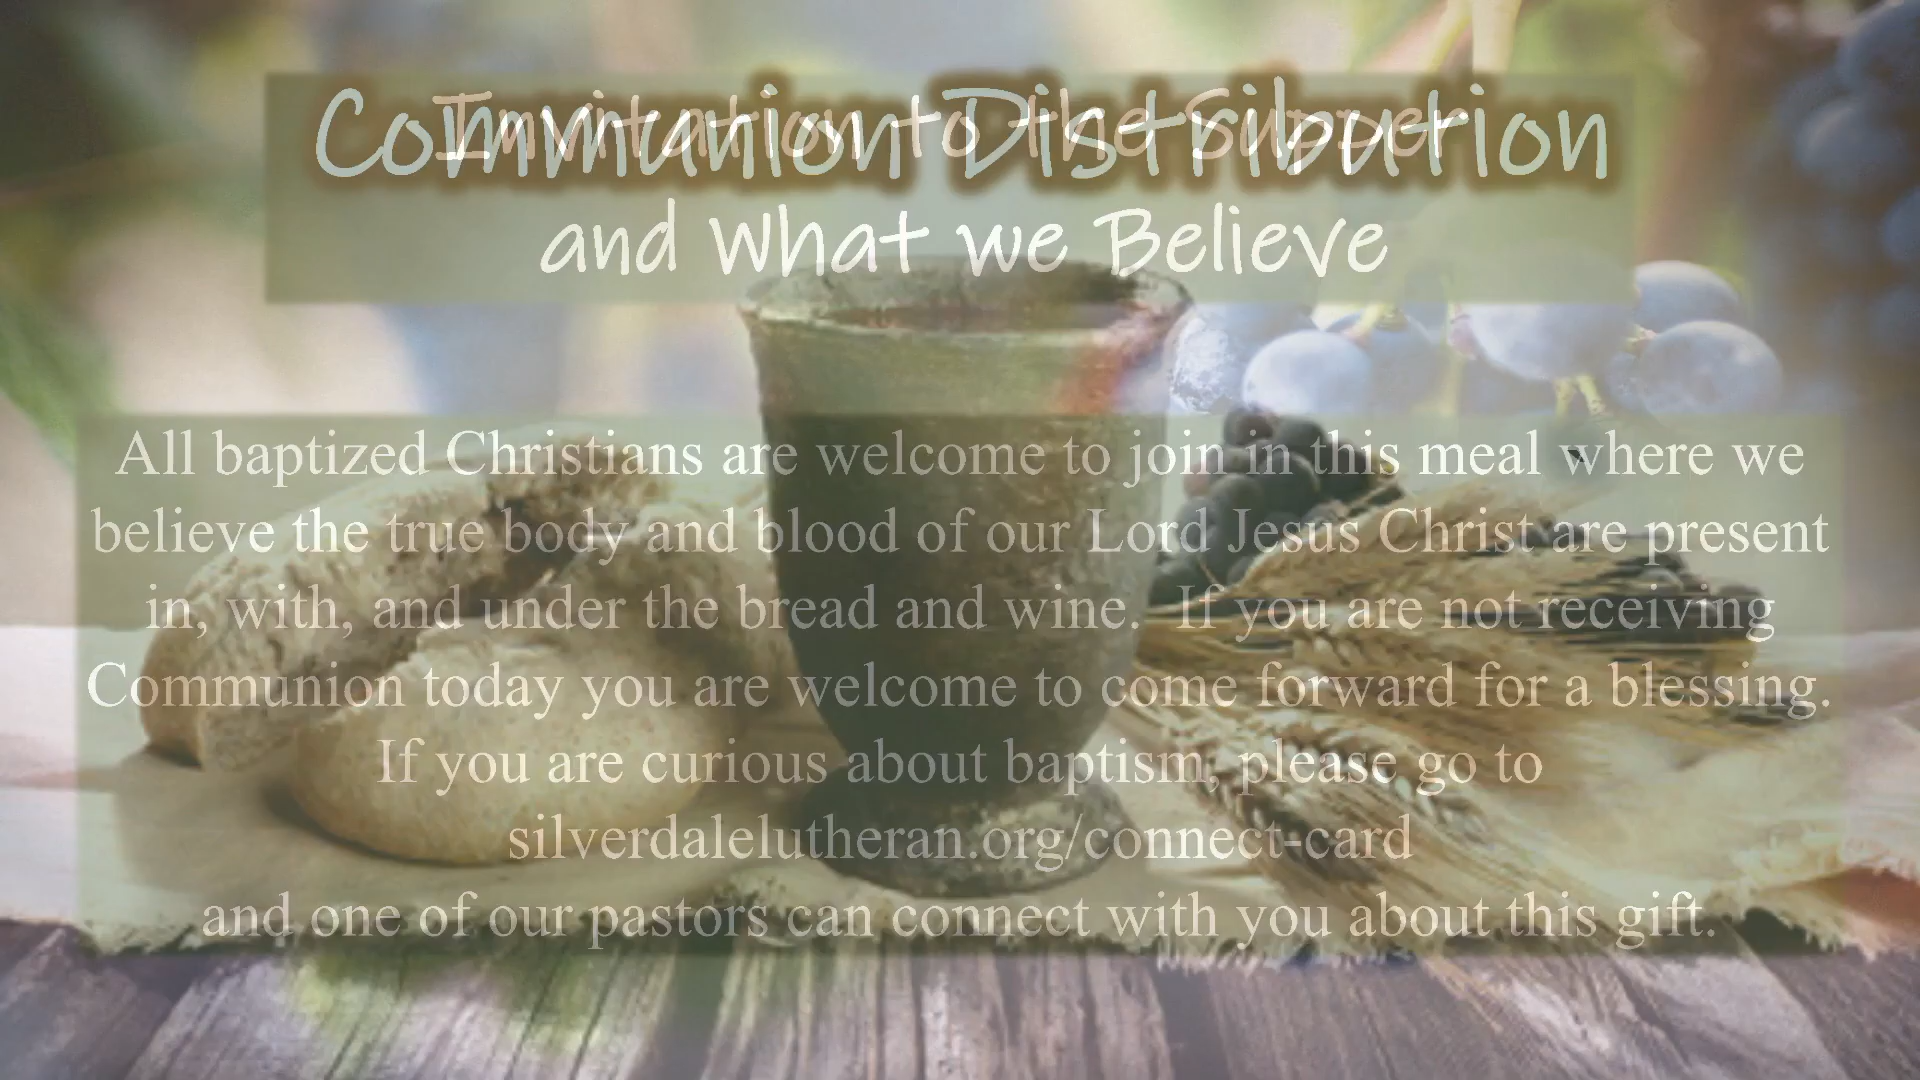 Communion Distribution
Invitation to the Supper
and What we Believe
All baptized Christians are welcome to join in this meal where we
believe the true body and blood of our Lord Jesus Christ are present
in, with, and under the bread and wine.  If you are not receiving
Communion today you are welcome to come forward for a blessing.
If you are curious about baptism, please go to
silverdalelutheran.org/connect-card
and one of our pastors can connect with you about this gift.